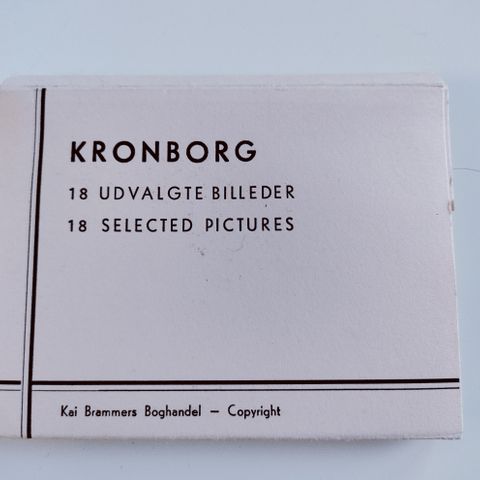 KRONBORG
18 UDVALGTE BILLEDER
18 SELECTED PICTURES
Kai Brammers Boghandel – Copyright